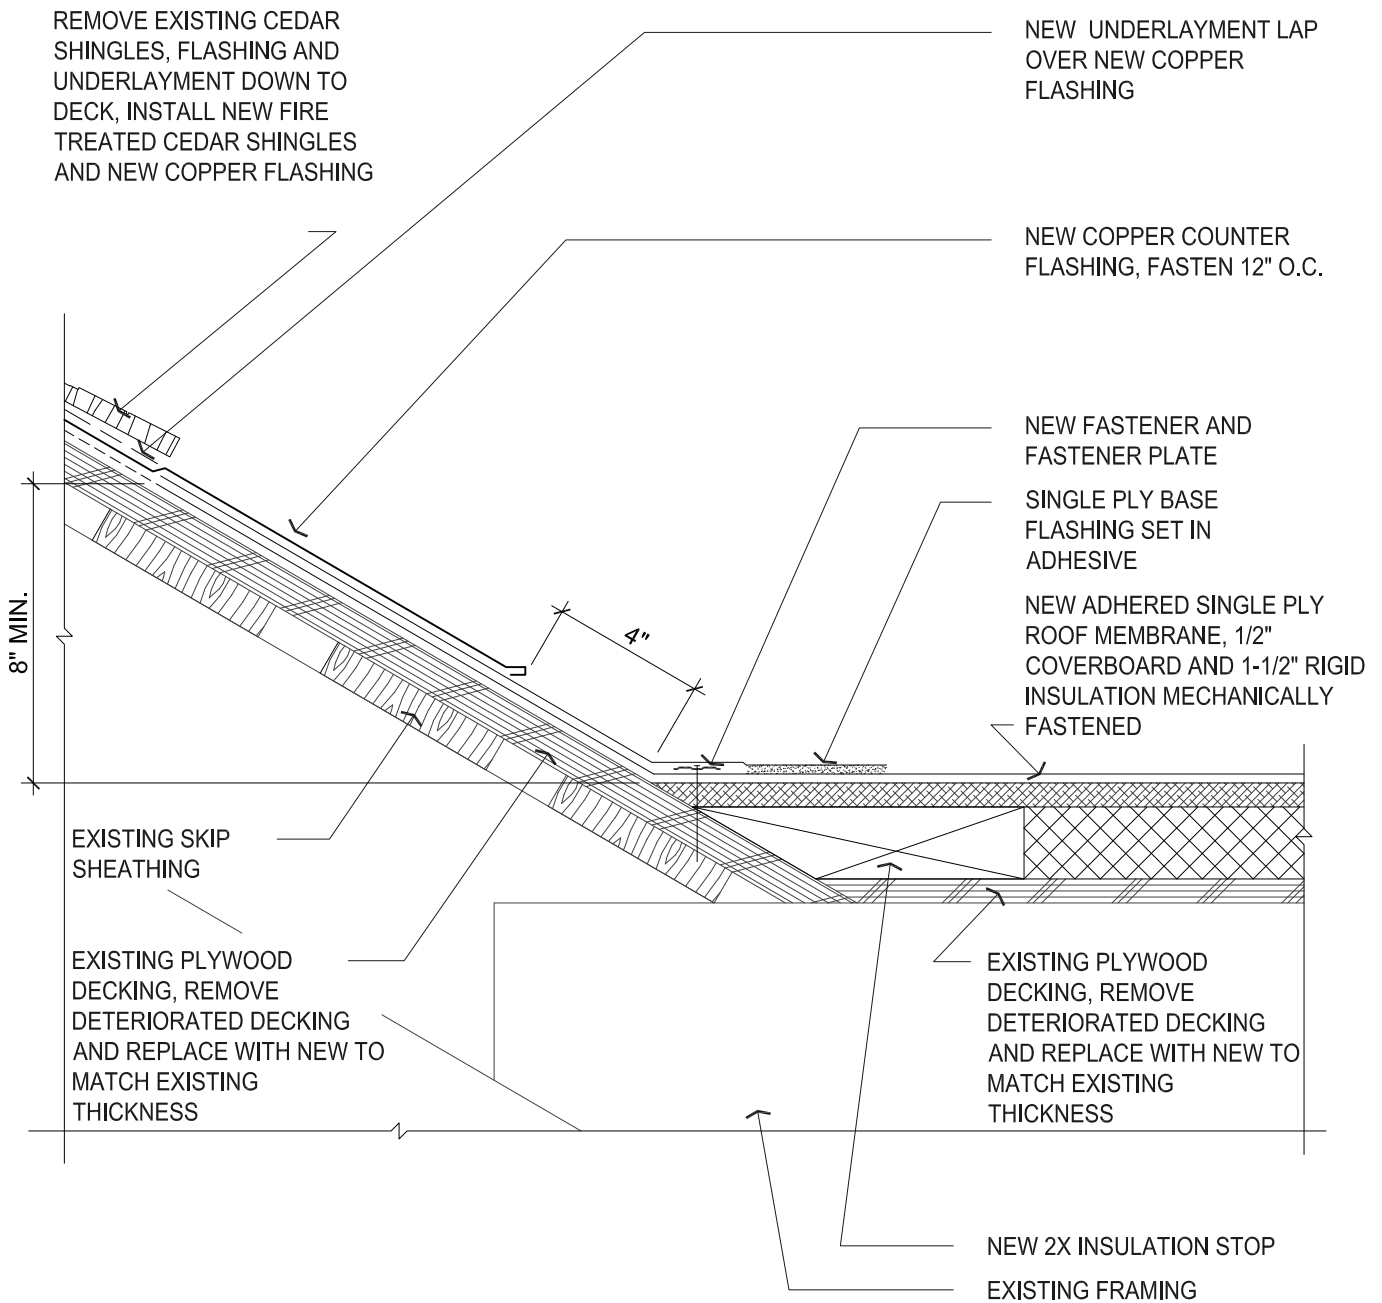 REMOVE EXISTING CEDAR
SHINGLES, FLASHING AND
UNDERLAYMENT DOWN TO
DECK, INSTALL NEW FIRE
TREATED CEDAR SHINGLES
AND NEW COPPER FLASHING
NEW UNDERLAYMENT LAP
OVER NEW COPPER
FLASHING
NEW COPPER COUNTER
FLASHING, FASTEN 12" O.C.
NEW FASTENER AND
FASTENER PLATE
SINGLE PLY BASE
FLASHING SET IN
ADHESIVE
NEW ADHERED SINGLE PLY
ROOF MEMBRANE, 1/2"
COVERBOARD AND 1-1/2" RIGID
INSULATION MECHANICALLY
FASTENED
8" MIN.
4"
EXISTING SKIP
SHEATHING
EXISTING PLYWOOD
DECKING, REMOVE
DETERIORATED DECKING
AND REPLACE WITH NEW TO
MATCH EXISTING
THICKNESS
EXISTING PLYWOOD
DECKING, REMOVE
DETERIORATED DECKING
AND REPLACE WITH NEW TO
MATCH EXISTING
THICKNESS
NEW 2X INSULATION STOP
EXISTING FRAMING